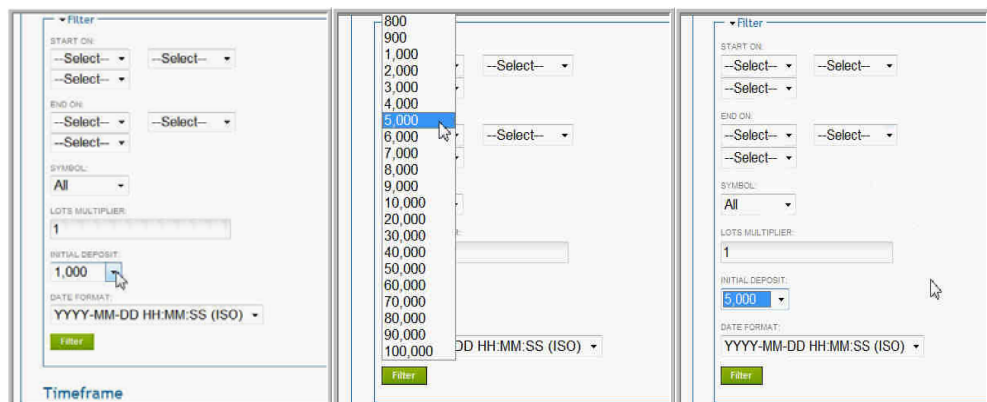 Filter
START ON:
--Select-- --Select--
--Select--
END ON:
--Select-- --Select--
--Select--
SYMBOL:
All
LOTS MULTIPLIER:
1
INITIAL DEPOSIT:
1,000
DATE FORMAT:
YYYY-MM-DD HH:MM:SS (ISO)
Filter
Timeframe
800
900
1,000
2,000
3,000
4,000
5,000
6,000
7,000
8,000
9,000
10,000
20,000
30,000
40,000
50,000
60,000
70,000
80,000
90,000
100,000
--Select--
--Select--
R:
DD HH:MM:SS (ISO)
Filter
Filter
START ON:
--Select-- --Select--
--Select--
END ON:
--Select-- --Select--
--Select--
SYMBOL:
All
LOTS MULTIPLIER:
1
INITIAL DEPOSIT:
5,000
DATE FORMAT:
YYYY-MM-DD HH:MM:SS (ISO)
Filter